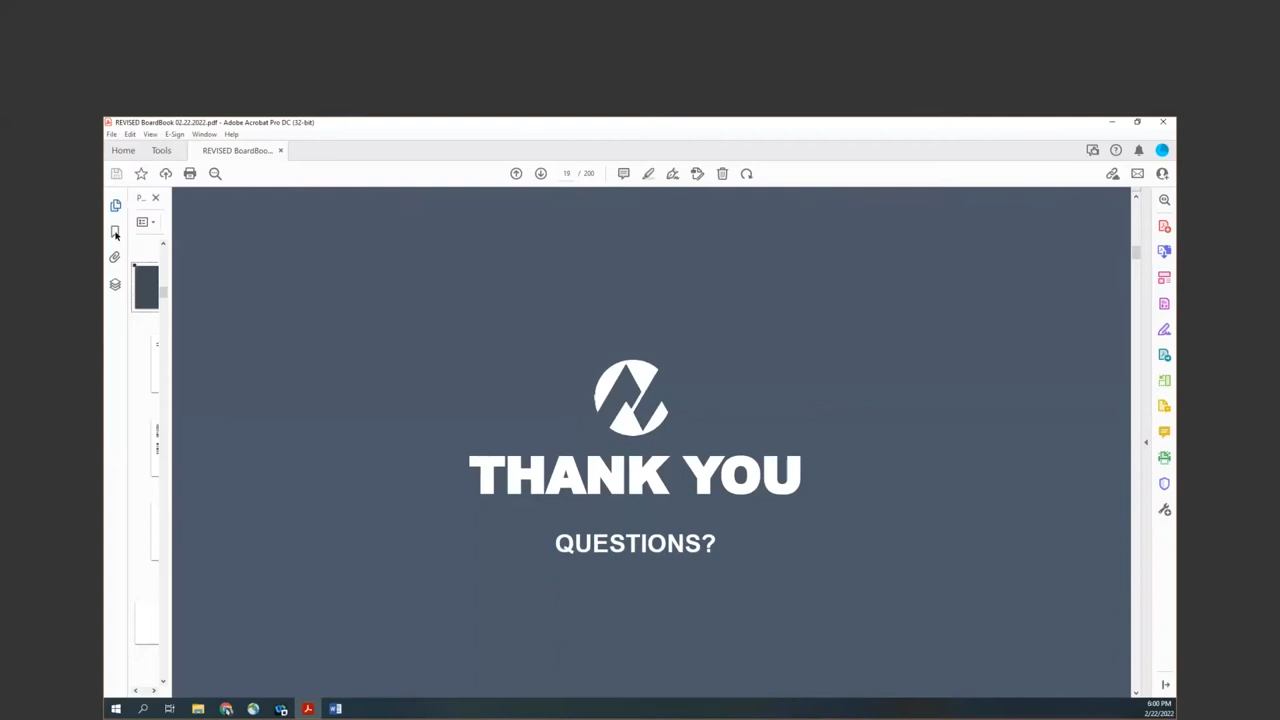 REVISED BoardBook 02.22.2022.pdf - Adobe Acrobat Pro DC (32-bit)
File Edit View E-Sign Window Help
Home Tools REVISED BoardBoo...
19 / 200
P...
THANK YOU
QUESTIONS?
6:00 PM
2/22/2022